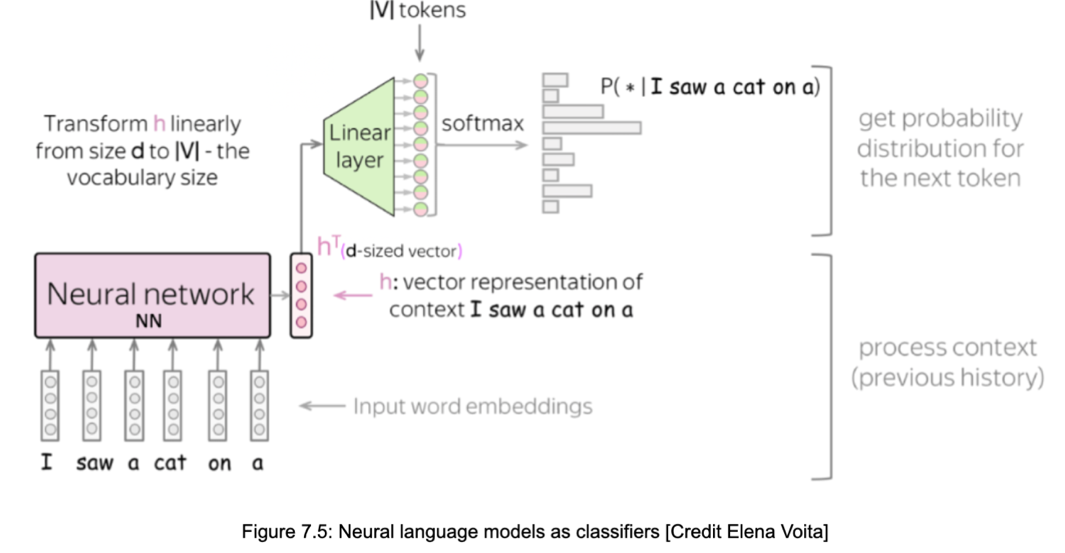 |V| tokens
P( * | I saw a cat on a)
Transform h linearly
from size d to |V| - the
vocabulary size
Linear
layer
softmax
get probability
distribution for
the next token
hᵀ(d-sized vector)
Neural network
NN
h: vector representation of
context I saw a cat on a
process context
(previous history)
Input word embeddings
I saw a cat on a
Figure 7.5: Neural language models as classifiers [Credit Elena Voita]